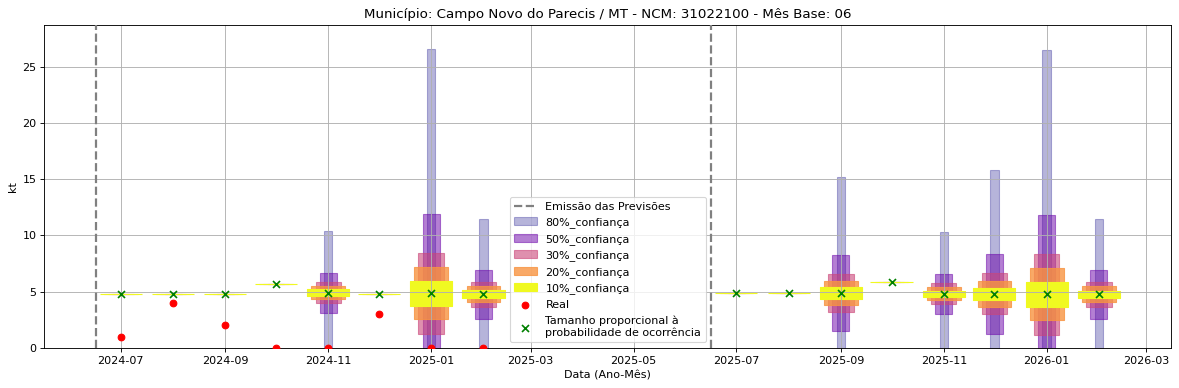 Município: Campo Novo do Parecis / MT - NCM: 31022100 - Mês Base: 06
kt
25
20
15
10
5
0
Emissão das Previsões
80%_confiança
50%_confiança
30%_confiança
20%_confiança
10%_confiança
Real
Tamanho proporcional à
probabilidade de ocorrência
2024-07 2024-09 2024-11 2025-01 2025-03 2025-05 2025-07 2025-09 2025-11 2026-01 2026-03
Data (Ano-Mês)